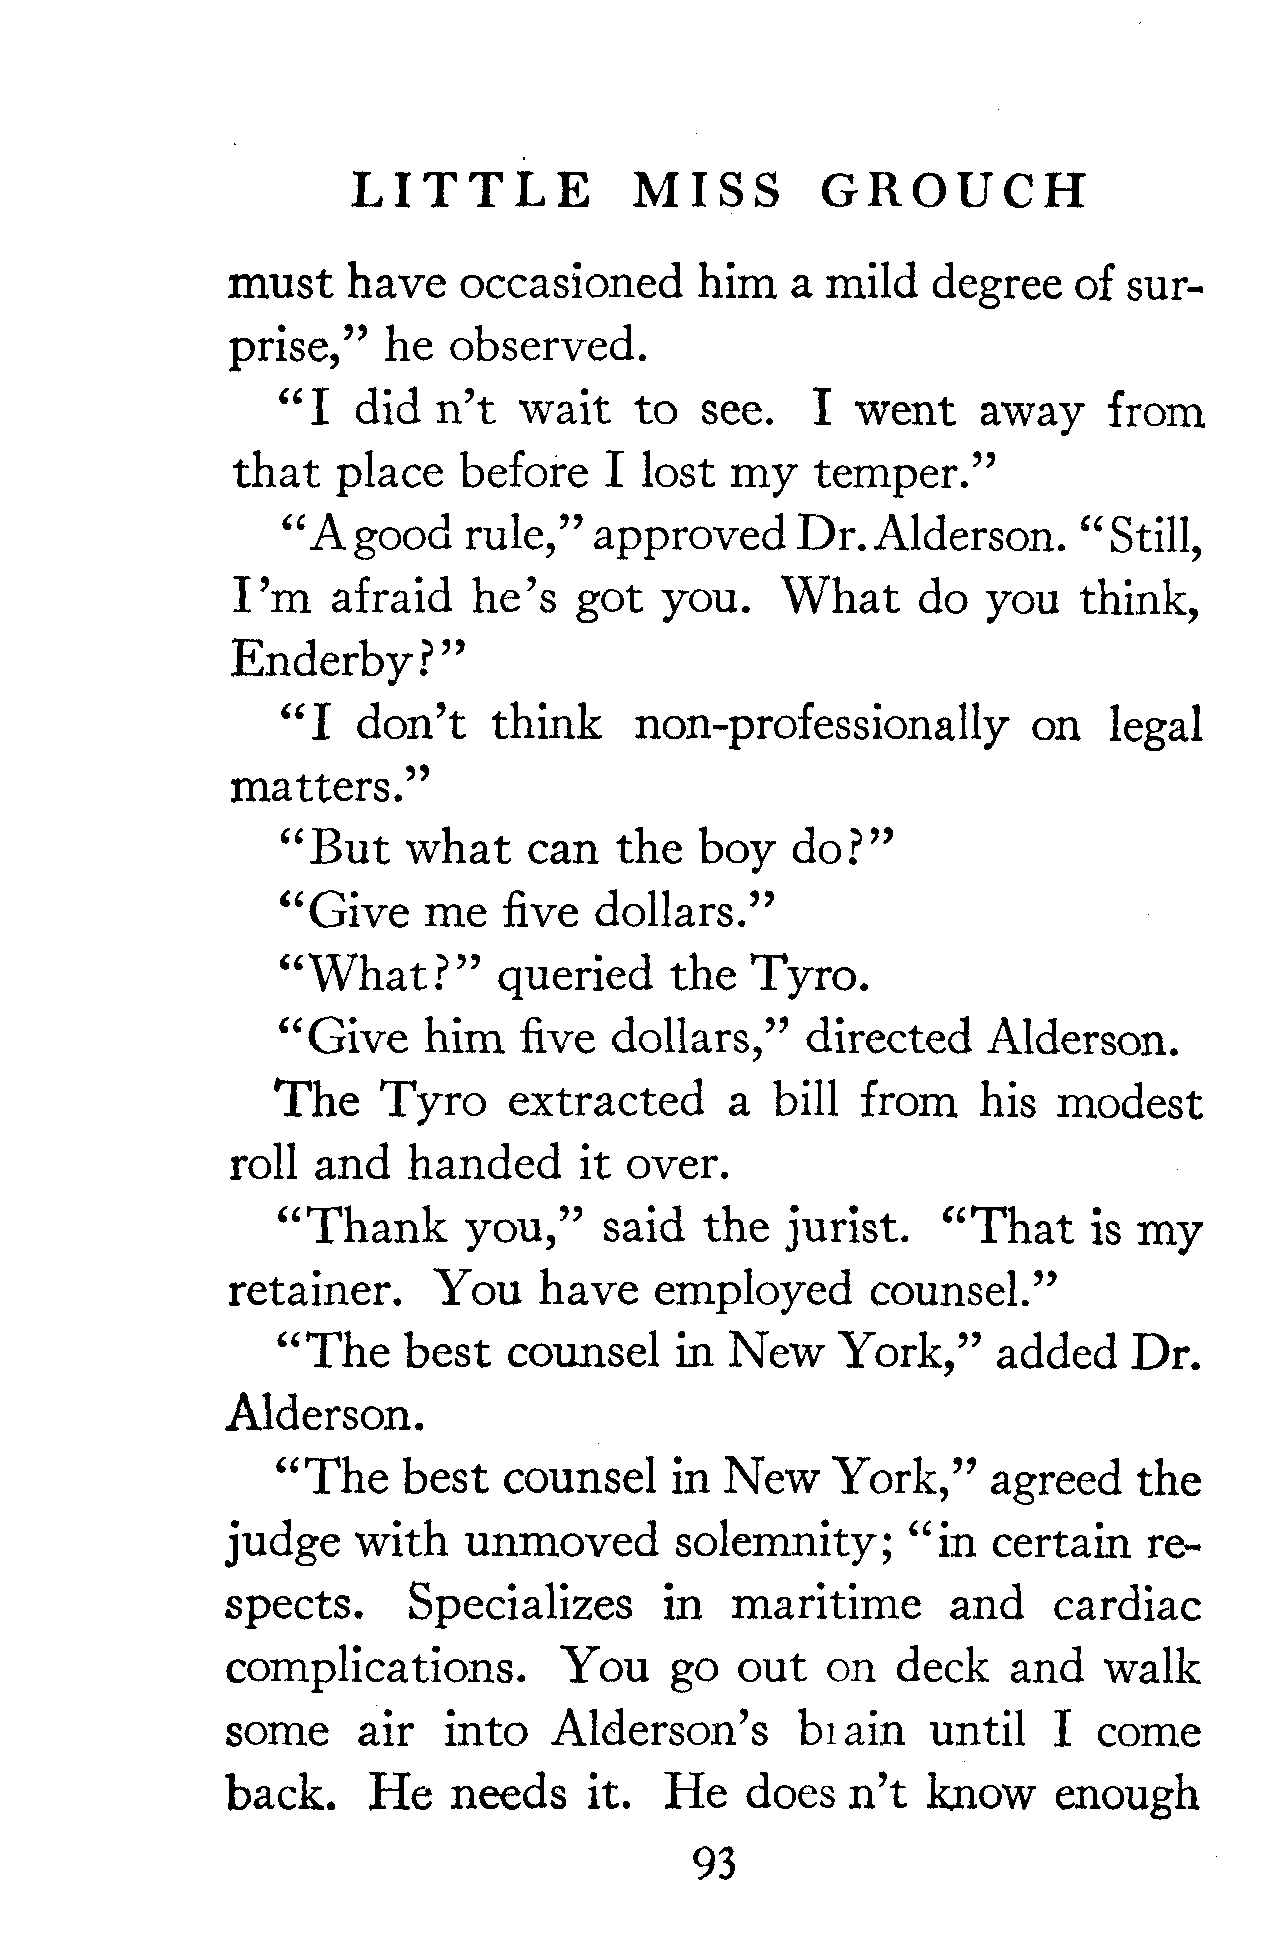 LITTLE MISS GROUCH
must have occasioned him a mild degree of sur-
prise,” he observed.
“I did n’t wait to see. I went away from
that place before I lost my temper.”
“A good rule,” approved Dr. Alderson. “Still,
I ’m afraid he ’s got you. What do you think,
Enderby?”
“I don’t think non-professionally on legal
matters.”
“But what can the boy do?”
“Give me five dollars.”
“What?” queried the Tyro.
“Give him five dollars,” directed Alderson.
The Tyro extracted a bill from his modest
roll and handed it over.
“Thank you,” said the jurist. “That is my
retainer. You have employed counsel.”
“The best counsel in New York,” added Dr.
Alderson.
“The best counsel in New York,” agreed the
judge with unmoved solemnity; “in certain re-
spects. Specializes in maritime and cardiac
complications. You go out on deck and walk
some air into Alderson’s brain until I come
back. He needs it. He does n’t know enough
93